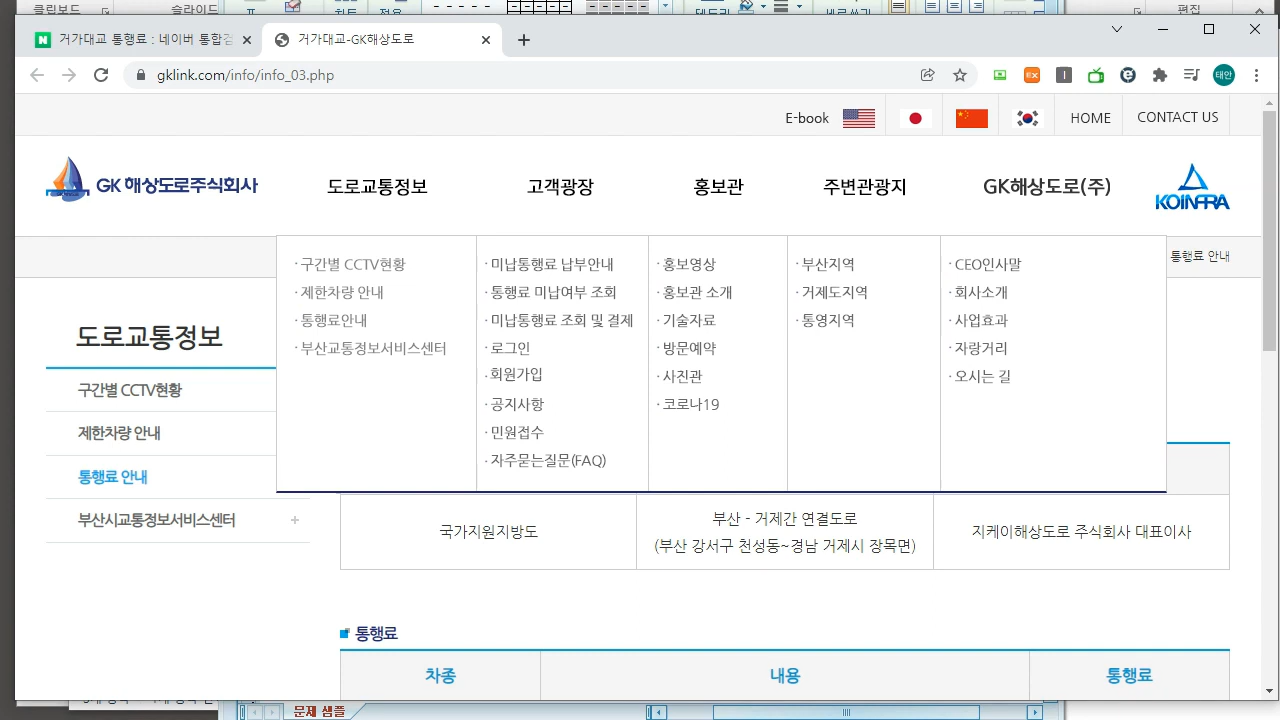 클립보드
슬라이드
편집
거가대교 통행료 : 네이버 통합검
거가대교-GK해상도로
gklink.com/info/info_03.php
태안
E-book
HOME
CONTACT US
GK 해상도로주식회사
도로교통정보
고객광장
홍보관
주변관광지
GK해상도로(주)
KOINFRA
· 구간별 CCTV현황
· 제한차량 안내
· 통행료안내
· 부산교통정보서비스센터
· 미납통행료 납부안내
· 통행료 미납여부 조회
· 미납통행료 조회 및 결제
· 로그인
· 회원가입
· 공지사항
· 민원접수
· 자주묻는질문(FAQ)
· 홍보영상
· 홍보관 소개
· 기술자료
· 방문예약
· 사진관
· 코로나19
· 부산지역
· 거제도지역
· 통영지역
· CEO인사말
· 회사소개
· 사업효과
· 자랑거리
· 오시는 길
통행료 안내
도로교통정보
구간별 CCTV현황
제한차량 안내
통행료 안내
부산시교통정보서비스센터
국가지원지방도
부산 - 거제간 연결도로
(부산 강서구 천성동~경남 거제시 장목면)
지케이해상도로 주식회사 대표이사
통행료
차종
내용
통행료
문제 샘플